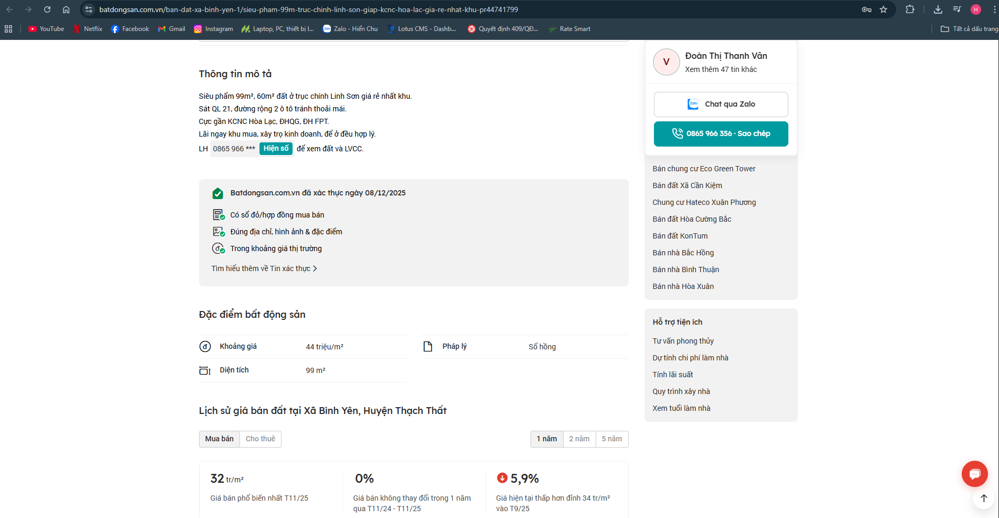 batdongsan.com.vn/ban-dat-xa-binh-yen-1/sieu-pham-99m-truc-chinh-linh-son-giap-kcnc-hoa-lac-gia-re-nhat-khu-pr44741799
H
YouTube
Netflix
Facebook
Gmail
Instagram
Laptop, PC, thiết bị l...
Zalo - Hiển Chu
Lotus CMS - Dashb...
Quyết định 409/QĐ...
Rate Smart
Tất cả dấu trang
Thông tin mô tả
Siêu phẩm 99m², 60m² đất ở trục chính Linh Sơn giá rẻ nhất khu.
Sát QL 21, đường rộng 2 ô tô tránh thoải mái.
Cực gần KCNC Hòa Lạc, ĐHQG, ĐH FPT.
Lãi ngay khu mua, xây trọ kinh doanh, để ở đều hợp lý.
LH 0865 966 *** Hiện số để xem đất và LVCC.
Batdongsan.com.vn đã xác thực ngày 08/12/2025
Có sổ đỏ/hợp đồng mua bán
Đúng địa chỉ, hình ảnh & đặc điểm
đ Trong khoảng giá thị trường
Tìm hiểu thêm về Tin xác thực
Đặc điểm bất động sản
đ Khoảng giá 44 triệu/m²
Pháp lý Sổ hồng
Diện tích 99 m²
Lịch sử giá bán đất tại Xã Bình Yên, Huyện Thạch Thất
Mua bán Cho thuê
1 năm 2 năm 5 năm
32 tr/m²
Giá bán phổ biến nhất T11/25
0%
Giá bán không thay đổi trong 1 năm
qua T11/24 - T11/25
5,9%
Giá hiện tại thấp hơn đỉnh 34 tr/m²
vào T9/25
V
Đoàn Thị Thanh Vân
Xem thêm 47 tin khác
Zalo Chat qua Zalo
0865 966 356 · Sao chép
Bán chung cư Eco Green Tower
Bán đất Xã Cần Kiệm
Chung cư Hateco Xuân Phương
Bán đất Hòa Cường Bắc
Bán đất KonTum
Bán nhà Bắc Hồng
Bán nhà Bình Thuận
Bán nhà Hòa Xuân
Hỗ trợ tiện ích
Tư vấn phong thủy
Dự tính chi phí làm nhà
Tính lãi suất
Quy trình xây nhà
Xem tuổi làm nhà